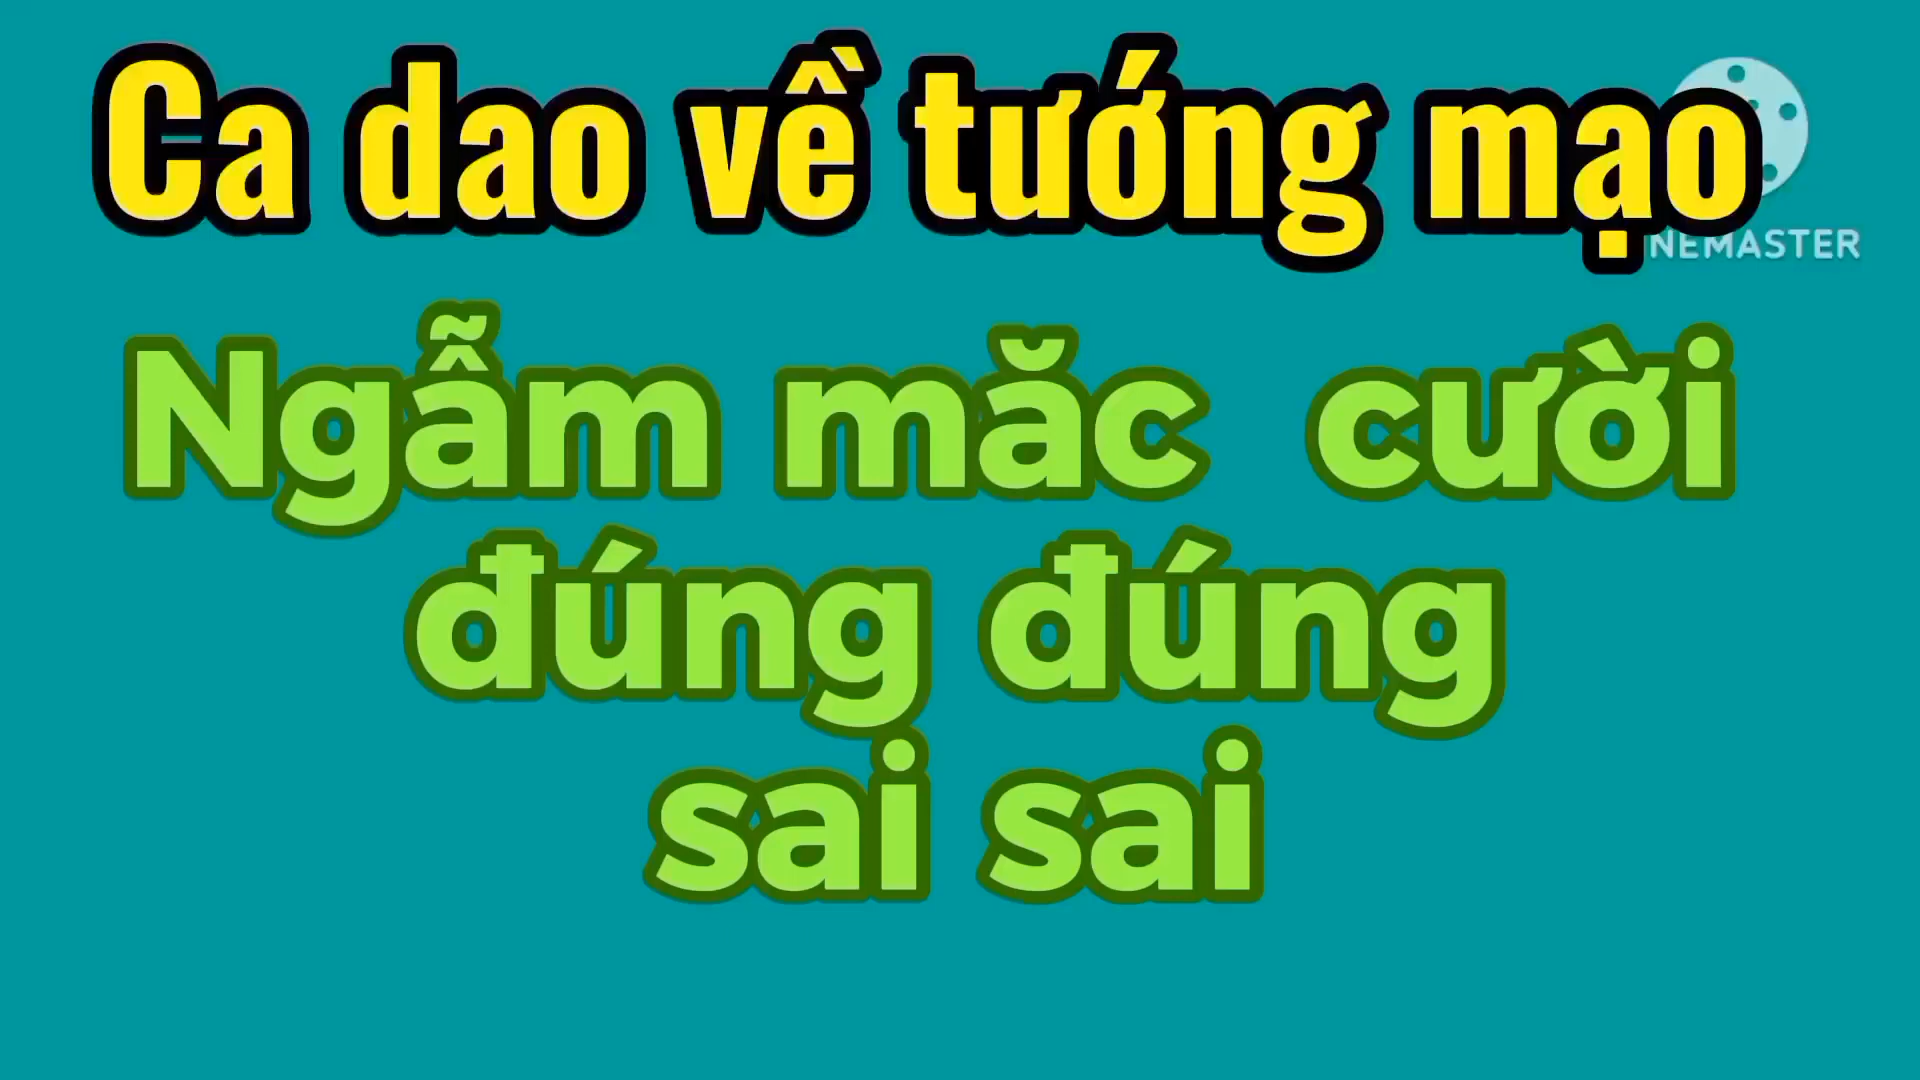 Ca dao về tướng mạo
NEMASTER
Ngẫm măc cười
đúng đúng
sai sai